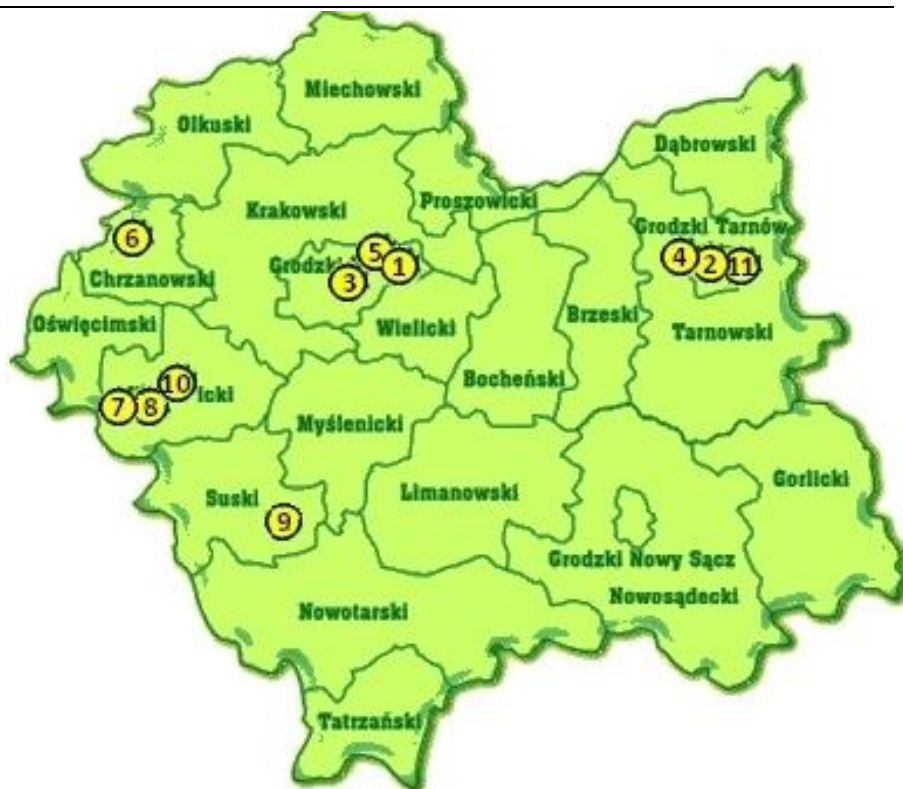 Miechowski
Olkuski
Dąbrowski
Proszowicki
Krakowski
Grodzki Tarnów
6
5
Grodzki
3
1
4
2
11
Chrzanowski
Oświęcimski
Wielicki
Brzeski
Tarnowski
Bocheński
10
7
8
icki
Myślenicki
Gorlicki
Suski
9
Limanowski
Grodzki Nowy Sącz
Nowosądecki
Nowotarski
Tatrzański